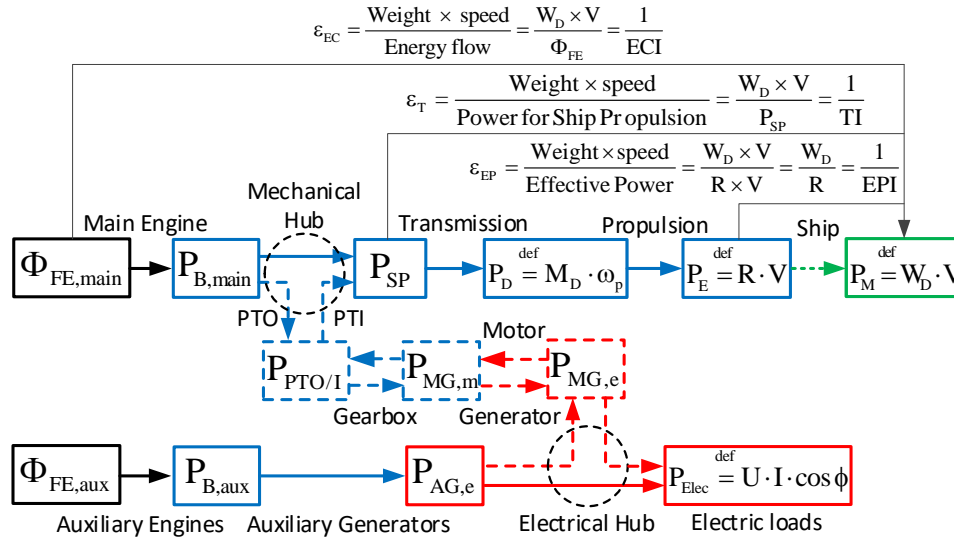 ε_EC = Weight × speed / Energy flow = W_D × V / Φ_FE = 1 / ECI
ε_T = Weight × speed / Power for Ship Propulsion = W_D × V / P_SP = 1 / TI
ε_EP = Weight × speed / Effective Power = W_D × V / R × V = W_D / R = 1 / EPI
Mechanical
Hub
Main Engine
Transmission
Propulsion
Ship
Φ_FE,main
P_B,main
P_SP
P_D def= M_D · ω_p
P_E def= R · V
P_M def= W_D · V
PTO
PTI
Motor
P_PTO/I
P_MG,m
P_MG,e
Gearbox
Generator
Φ_FE,aux
P_B,aux
P_AG,e
P_Elec def= U · I · cos ϕ
Auxiliary Engines
Auxiliary Generators
Electrical Hub
Electric loads